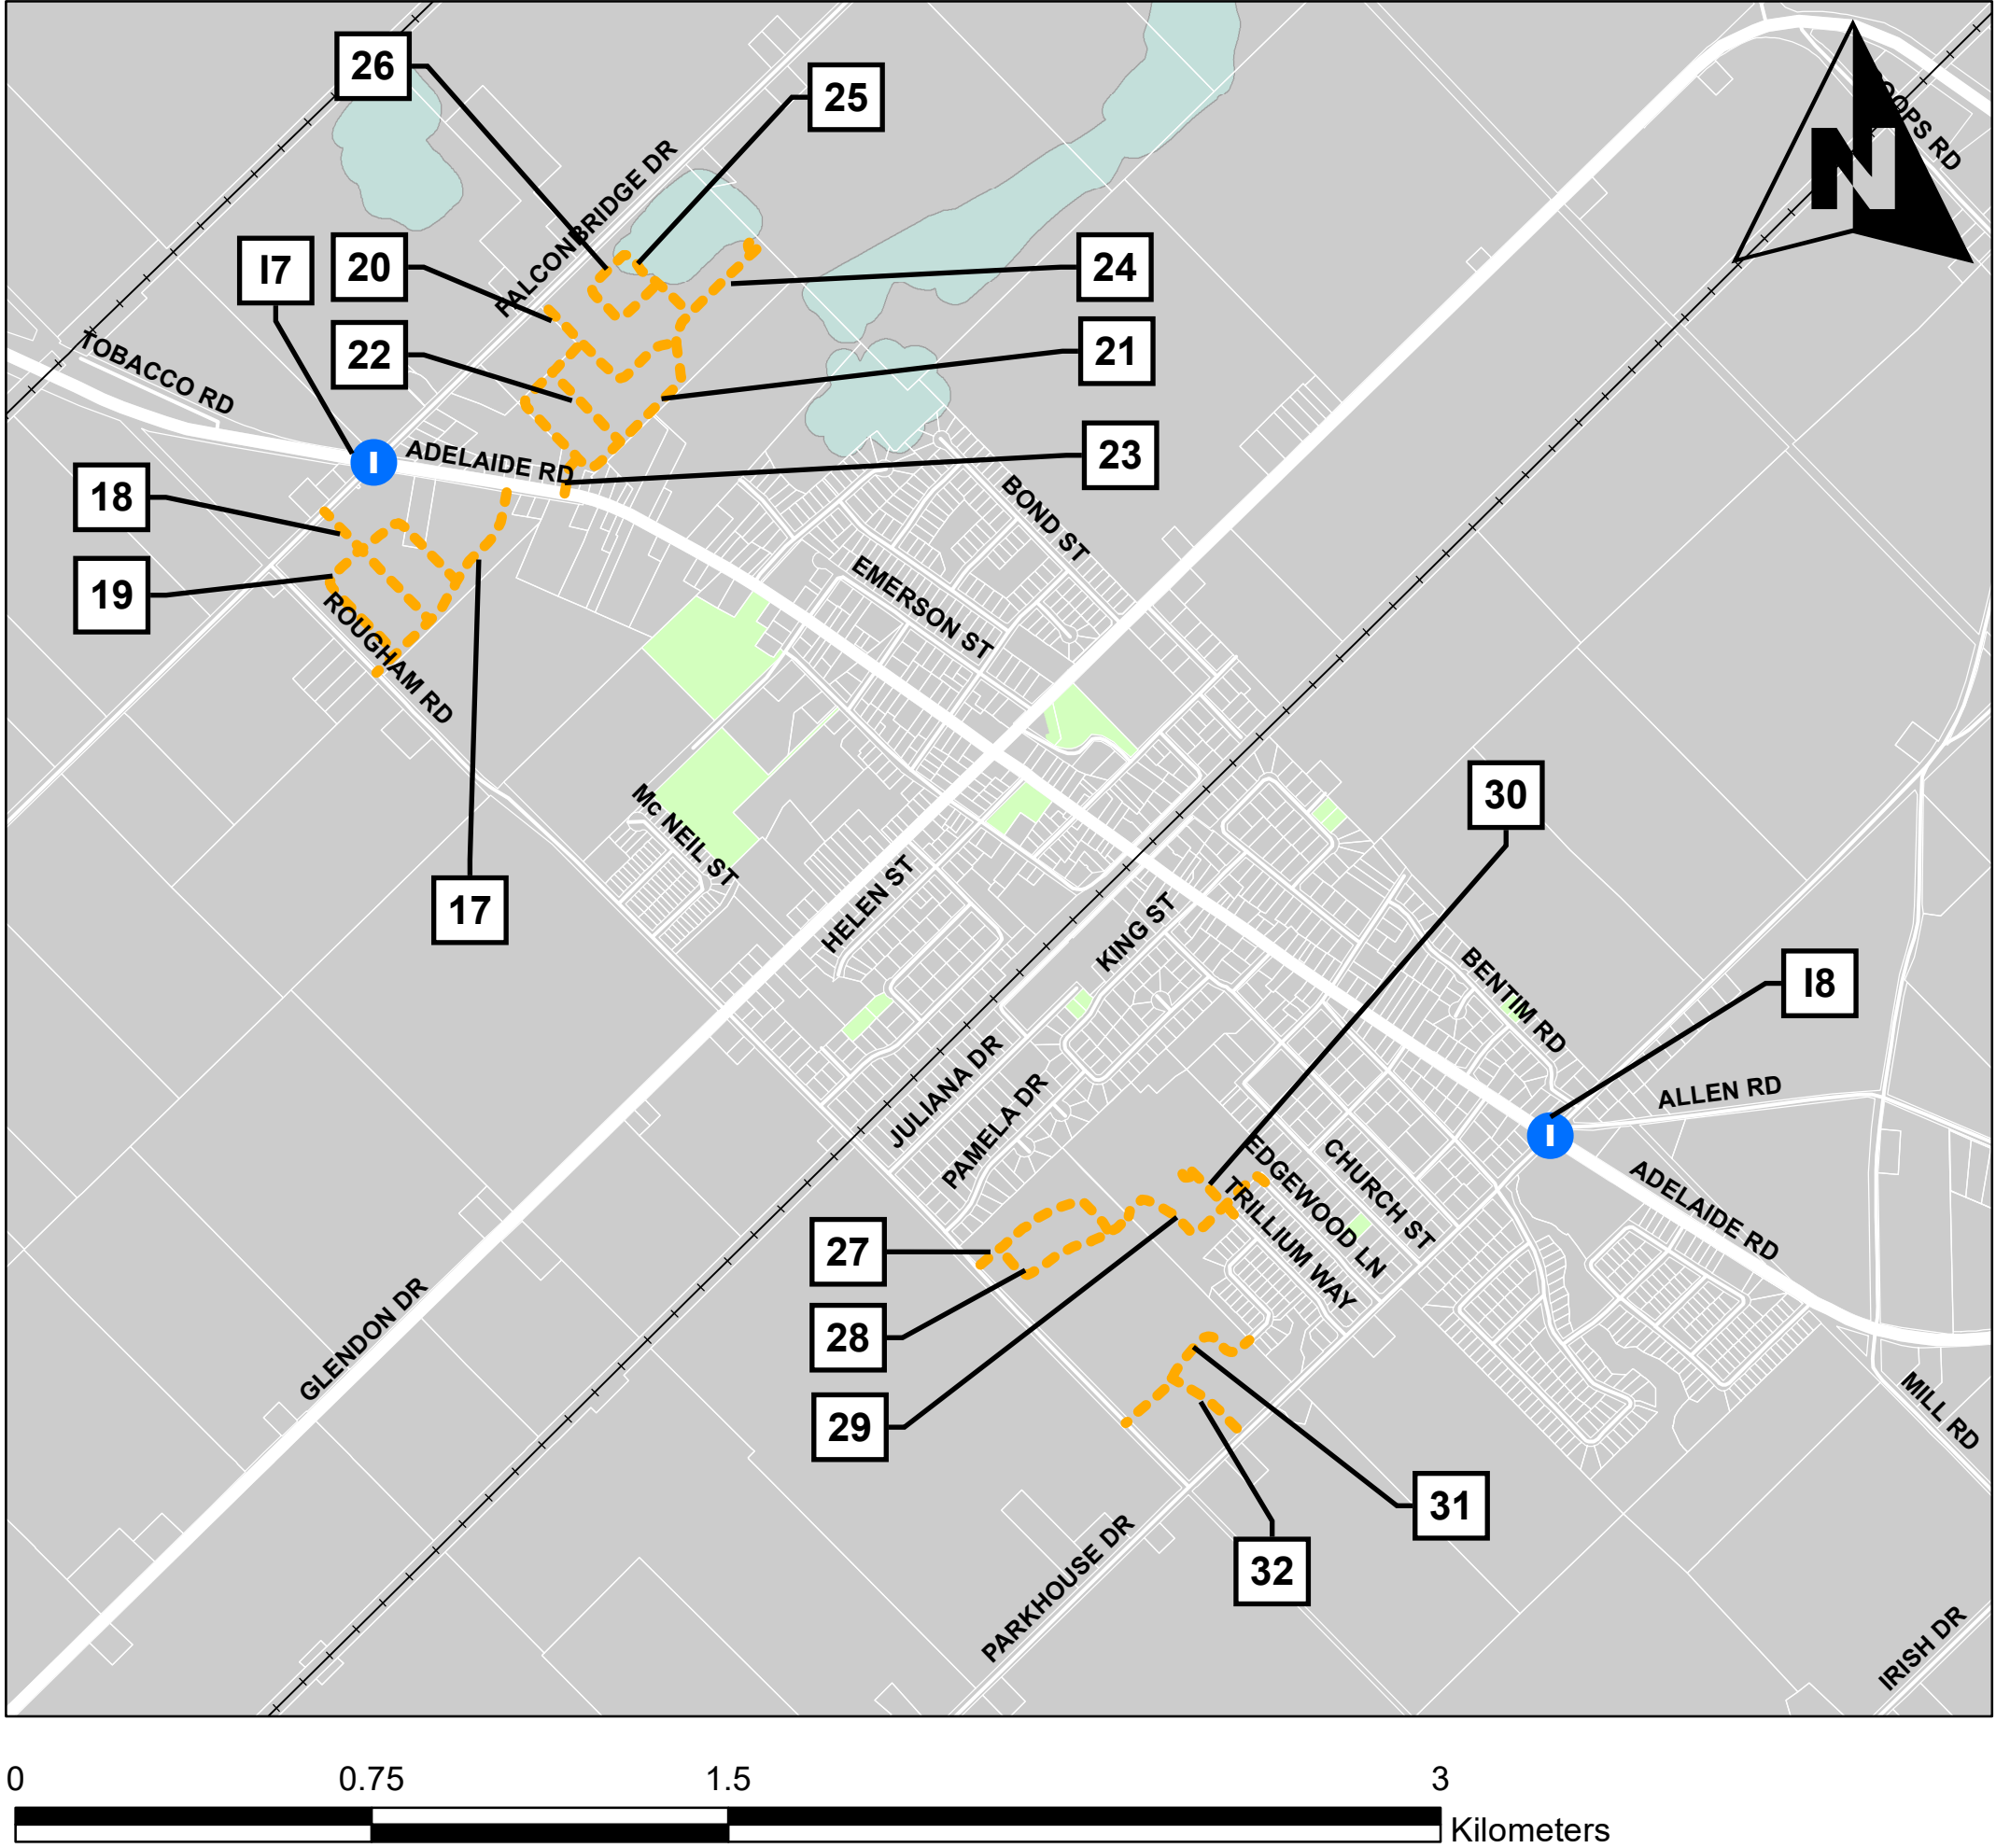 26
25
OOPS RD
N
FALCONBRIDGE DR
I7
20
24
22
21
TOBACCO RD
ADELAIDE RD
23
18
BOND ST
EMERSON ST
19
ROUGHAM RD
30
Mc NEIL ST
17
HELEN ST
KING ST
BENTIM RD
I8
JULIANA DR
PAMELA DR
ALLEN RD
I
I
EDGEWOOD LN
CHURCH ST
TRILLIUM WAY
ADELAIDE RD
27
28
GLENDON DR
29
MILL RD
31
32
PARKHOUSE DR
IRISH DR
0 0.75 1.5 3
Kilometers